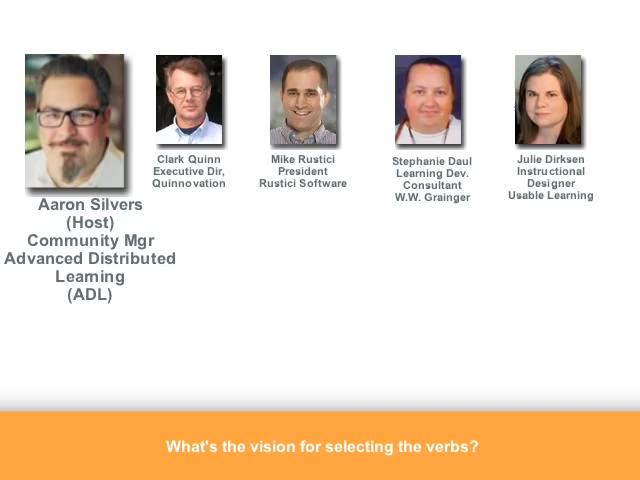 Aaron Silvers
(Host)
Community Mgr
Advanced Distributed
Learning
(ADL)
Clark Quinn
Executive Dir,
Quinnovation
Mike Rustici
President
Rustici Software
Stephanie Daul
Learning Dev.
Consultant
W.W. Grainger
Julie Dirksen
Instructional
Designer
Usable Learning
What's the vision for selecting the verbs?